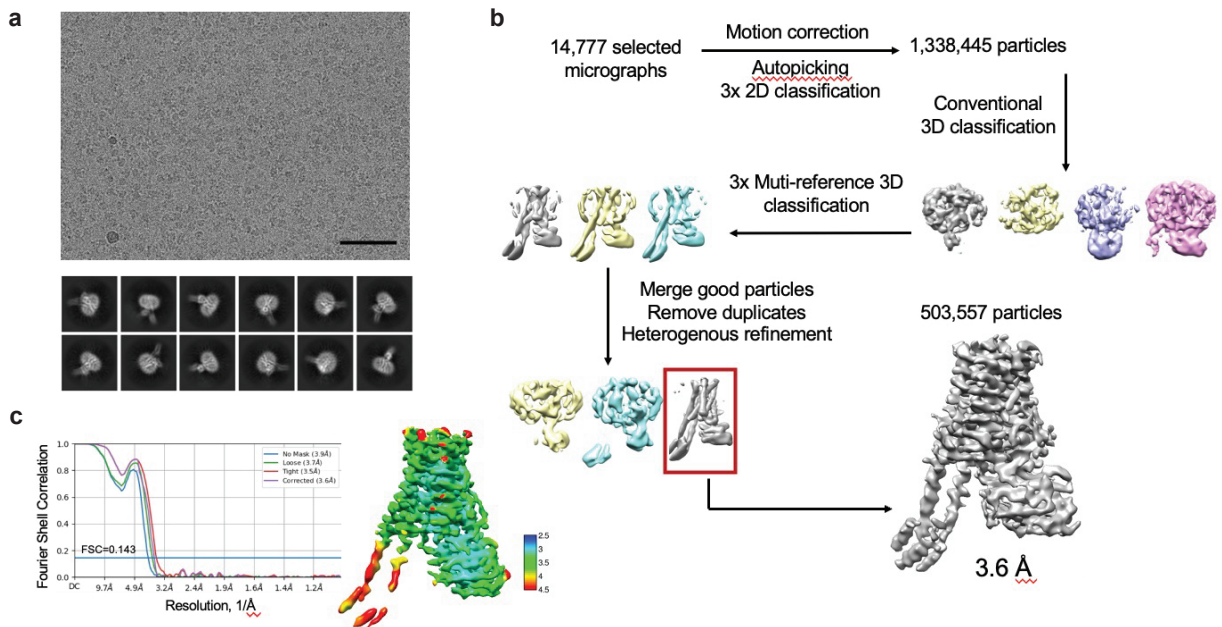 a
b
14,777 selected
micrographs
Motion correction
Autopicking
3x 2D classification
1,338,445 particles
Conventional
3D classification
3x Muti-reference 3D
classification
Merge good particles
Remove duplicates
Heterogenous refinement
503,557 particles
3.6 Å
c
Fourier Shell Correlation
1.0
0.8
0.6
0.4
0.2
0.0
No Mask (3.9Å)
Loose (3.7Å)
Tight (3.5Å)
Corrected (3.6Å)
FSC=0.143
DC 9.7Å 4.9Å 3.2Å 2.4Å 1.9Å 1.6Å 1.4Å 1.2Å
Resolution, 1/Å
2.5
3
3.5
4
4.5